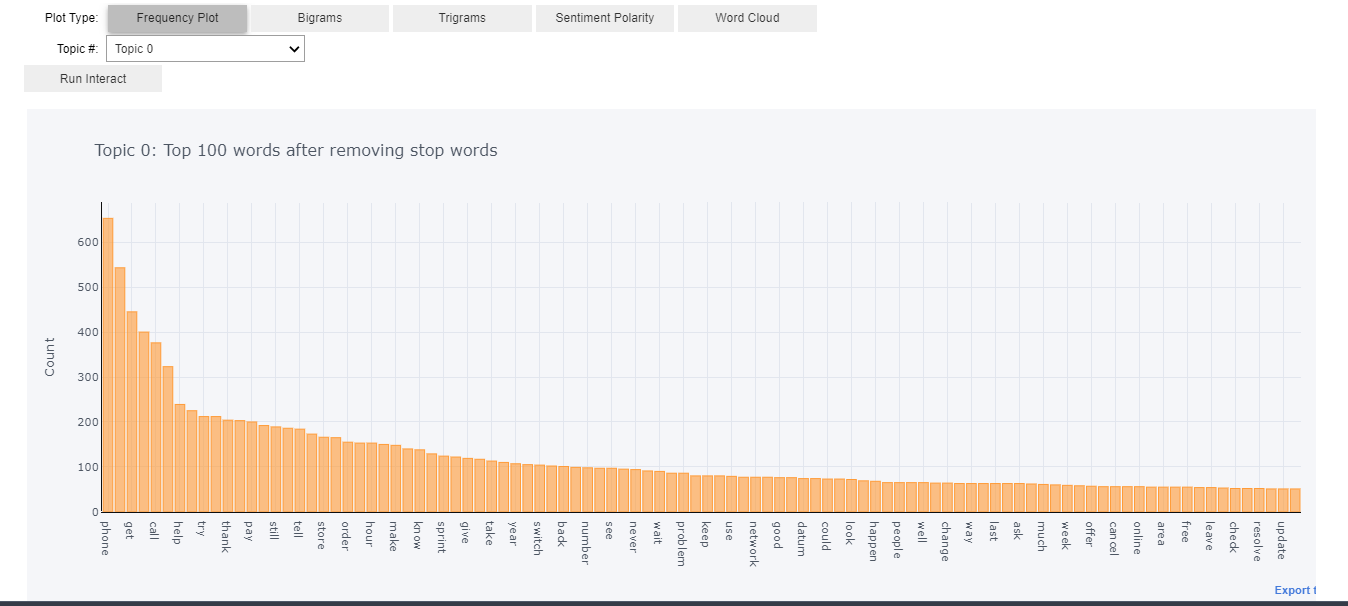 Plot Type: Frequency Plot Bigrams Trigrams Sentiment Polarity Word Cloud
Topic #: Topic 0
Run Interact
Topic 0: Top 100 words after removing stop words
600
500
400
300
200
100
0
Count
phone get call help try thank pay still tell store order hour make know sprint give take year switch back number see never wait problem keep use network good datum could look happen people well change way last ask much week offer cancel online area free leave check resolve update
Export t